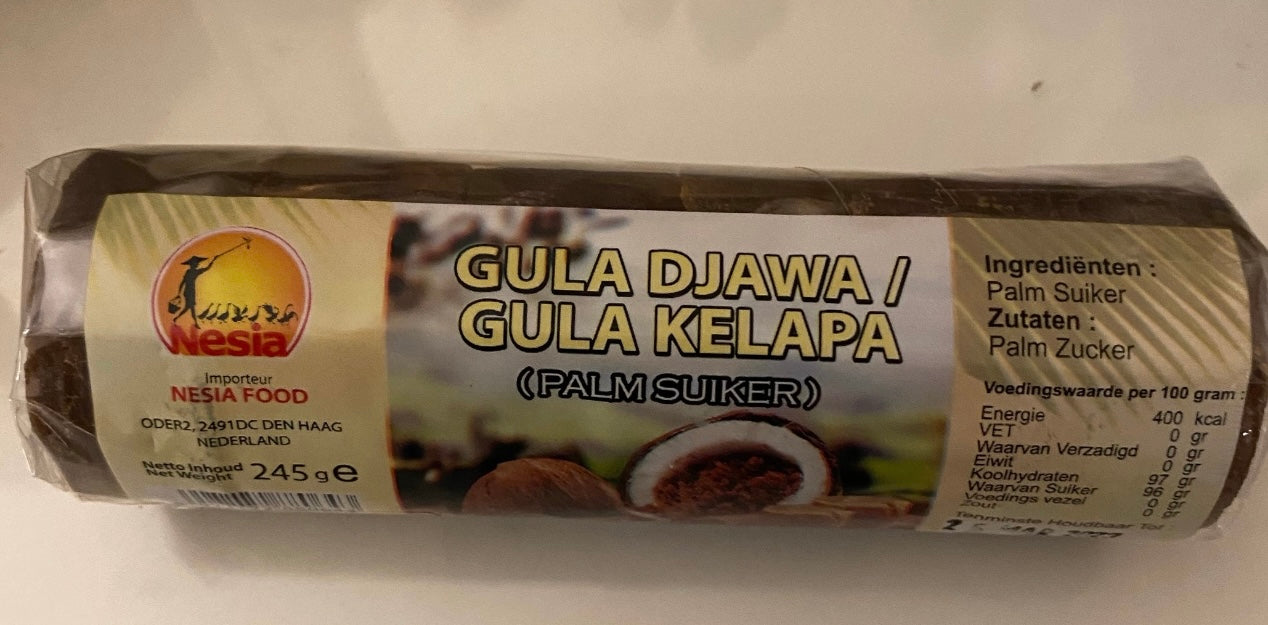 Nesia
Importeur
NESIA FOOD
ODER2, 2491DC DEN HAAG
NEDERLAND
Netto Inhoud
Net Weight 245 g e
GULA DJAWA /
GULA KELAPA
(PALM SUIKER)
Ingrediënten :
Palm Suiker
Zutaten :
Palm Zucker
Voedingswaarde per 100 gram :
Energie 400 kcal
VET 0 gr
Waarvan Verzadigd 0 gr
Eiwit 0 gr
Koolhydraten 97 gr
Waarvan Suiker 96 gr
Voedings vezel 0 gr
Zout 0 gr
Tenminste Houdbaar Tot :